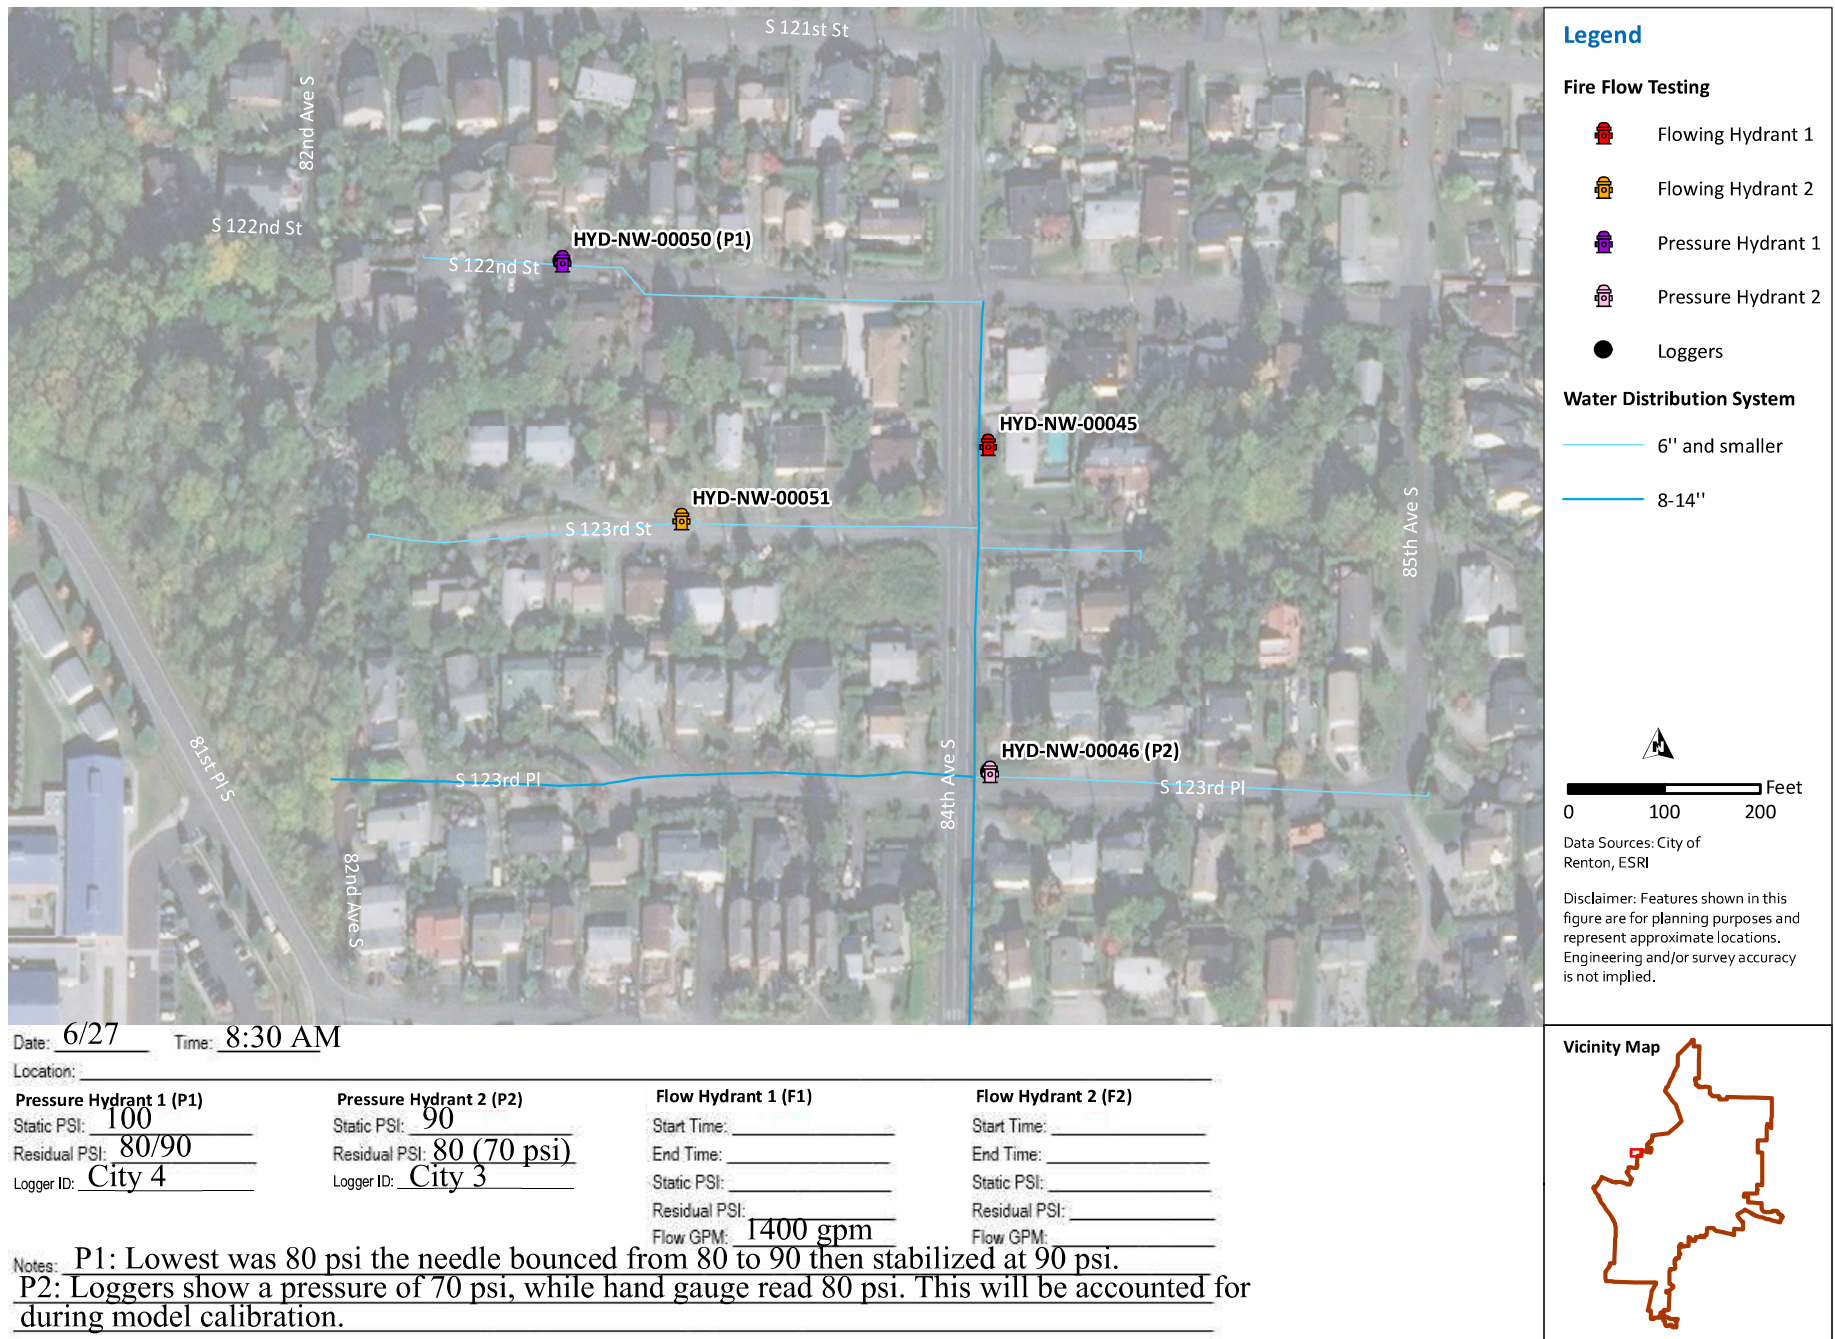 S 121st St
82nd Ave S
S 122nd St
HYD-NW-00050 (P1)
S 122nd St
HYD-NW-00045
HYD-NW-00051
S 123rd St
85th Ave S
HYD-NW-00046 (P2)
81st Pl S
S 123rd Pl
84th Ave S
S 123rd Pl
82nd Ave S
Legend
Fire Flow Testing
Flowing Hydrant 1
Flowing Hydrant 2
Pressure Hydrant 1
Pressure Hydrant 2
Loggers
Water Distribution System
6'' and smaller
8-14''
N
Feet
0 100 200
Data Sources: City of
Renton, ESRI
Disclaimer: Features shown in this
figure are for planning purposes and
represent approximate locations.
Engineering and/or survey accuracy
is not implied.
Vicinity Map
Date: 6/27 Time: 8:30 AM
Location:
Pressure Hydrant 1 (P1)
Static PSI: 100
Residual PSI: 80/90
Logger ID: City 4
Pressure Hydrant 2 (P2)
Static PSI: 90
Residual PSI: 80 (70 psi)
Logger ID: City 3
Flow Hydrant 1 (F1)
Start Time:
End Time:
Static PSI:
Residual PSI:
Flow GPM: 1400 gpm
Flow Hydrant 2 (F2)
Start Time:
End Time:
Static PSI:
Residual PSI:
Flow GPM:
Notes: P1: Lowest was 80 psi the needle bounced from 80 to 90 then stabilized at 90 psi.
P2: Loggers show a pressure of 70 psi, while hand gauge read 80 psi. This will be accounted for
during model calibration.